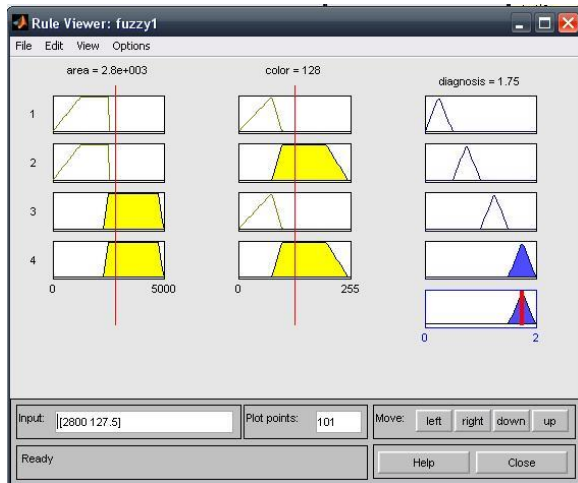 Rule Viewer: fuzzy1
File Edit View Options
area = 2.8e+003 color = 128 diagnosis = 1.75
1
2
3
4
0 5000 0 255
0 2
Input: [2800 127.5] Plot points: 101 Move: left right down up
Ready Help Close